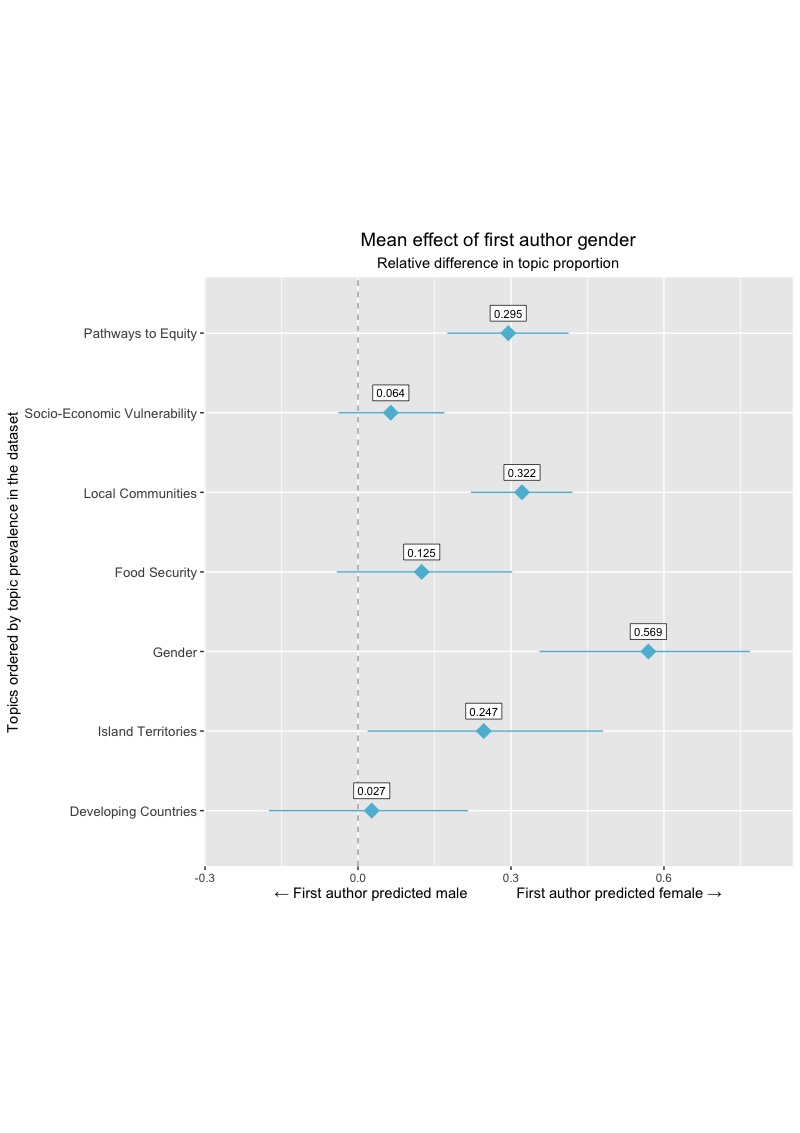 Mean effect of first author gender
Relative difference in topic proportion
Topics ordered by topic prevalence in the dataset
Pathways to Equity
0.295
Socio-Economic Vulnerability
0.064
Local Communities
0.322
Food Security
0.125
Gender
0.569
Island Territories
0.247
Developing Countries
0.027
-0.3 0.0 0.3 0.6
← First author predicted male First author predicted female →